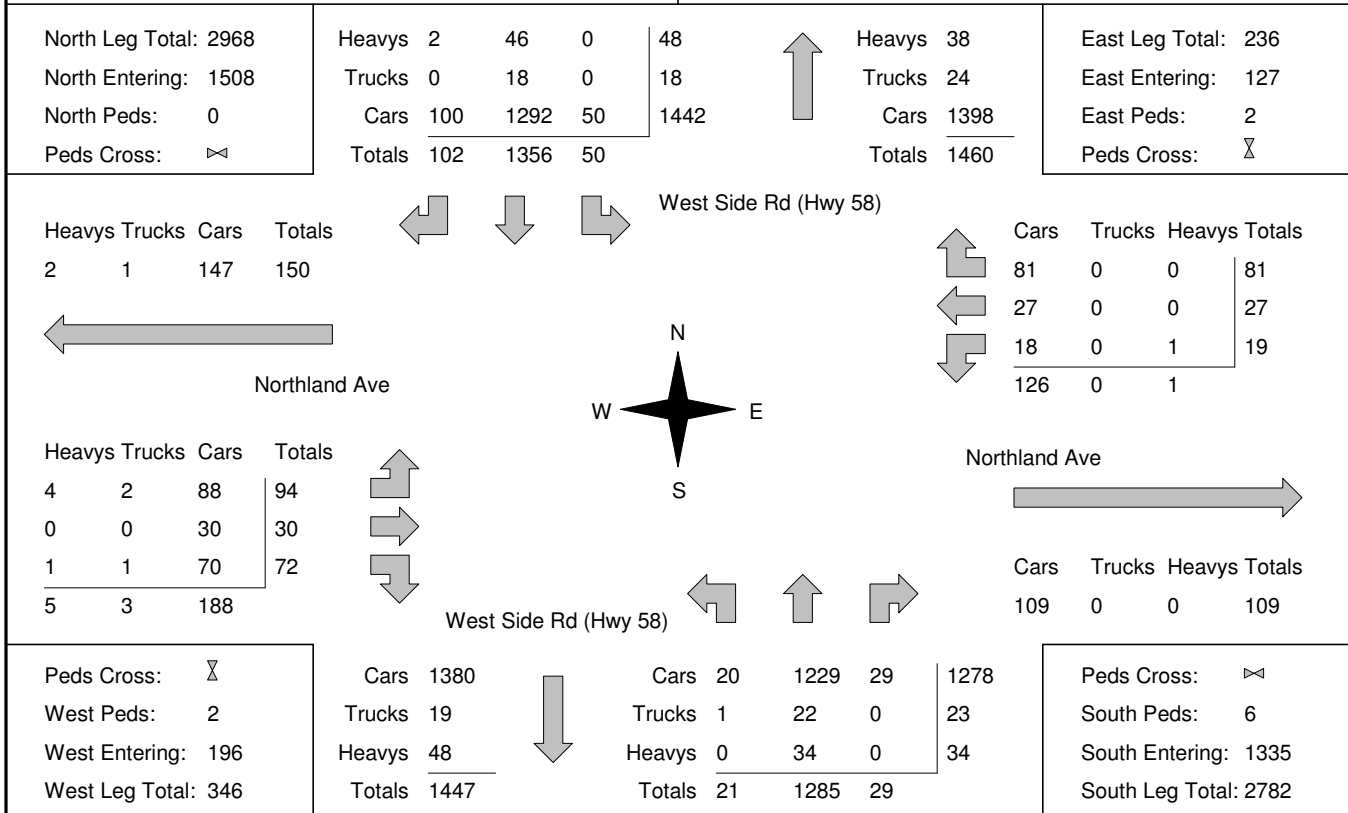 North Leg Total: 2968
North Entering: 1508
North Peds: 0
Peds Cross:
Heavys 2 46 0 48
Trucks 0 18 0 18
Cars 100 1292 50 1442
Totals 102 1356 50
Heavys 38
Trucks 24
Cars 1398
Totals 1460
East Leg Total: 236
East Entering: 127
East Peds: 2
Peds Cross:
West Side Rd (Hwy 58)
Heavys Trucks Cars Totals
2 1 147 150
Cars Trucks Heavys Totals
81 0 0 81
27 0 0 27
18 0 1 19
126 0 1
Northland Ave
N
W E
S
Heavys Trucks Cars Totals
4 2 88 94
0 0 30 30
1 1 70 72
5 3 188
Northland Ave
Cars Trucks Heavys Totals
109 0 0 109
West Side Rd (Hwy 58)
Peds Cross:
West Peds: 2
West Entering: 196
West Leg Total: 346
Cars 1380
Trucks 19
Heavys 48
Totals 1447
Cars 20 1229 29 1278
Trucks 1 22 0 23
Heavys 0 34 0 34
Totals 21 1285 29
Peds Cross:
South Peds: 6
South Entering: 1335
South Leg Total: 2782